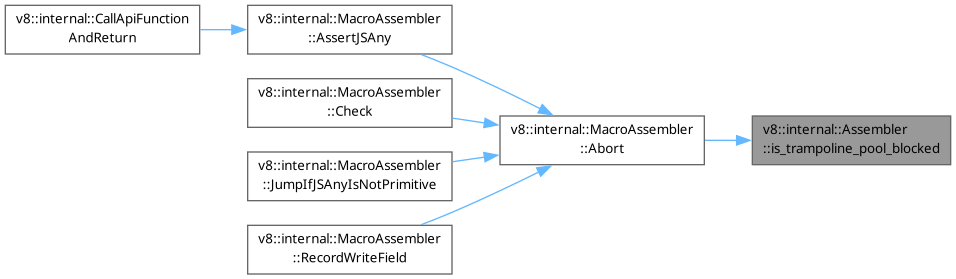 v8::internal::CallApiFunction
AndReturn
v8::internal::MacroAssembler
::AssertJSAny
v8::internal::MacroAssembler
::Check
v8::internal::MacroAssembler
::JumpIfJSAnyIsNotPrimitive
v8::internal::MacroAssembler
::RecordWriteField
v8::internal::MacroAssembler
::Abort
v8::internal::Assembler
::is_trampoline_pool_blocked